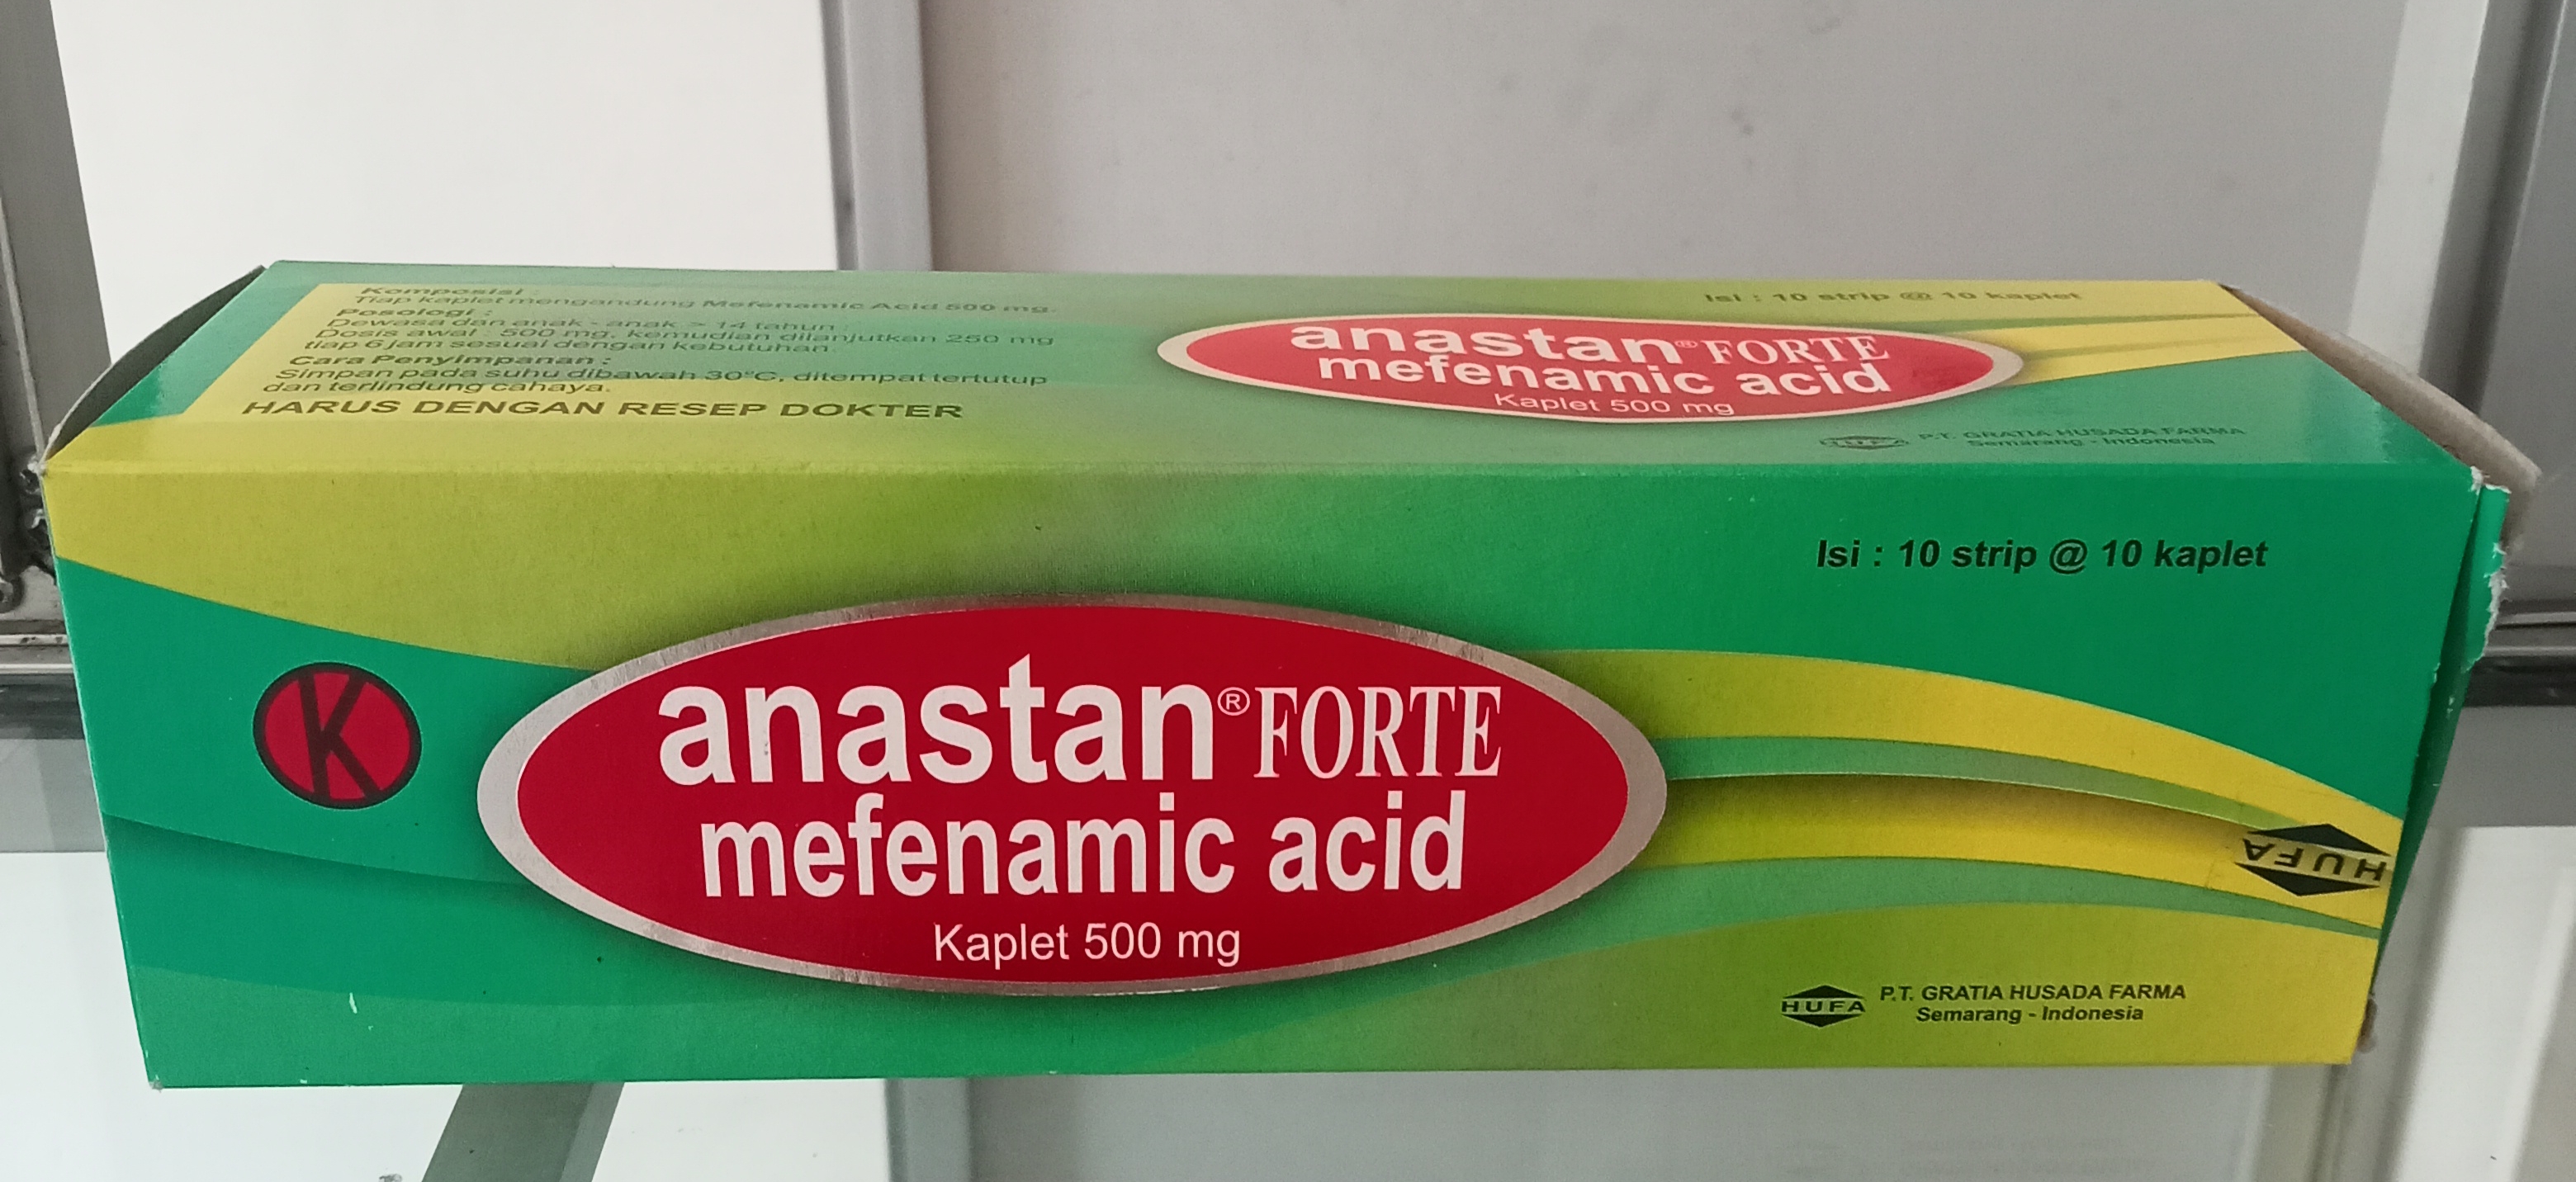 Komposisi :
Tiap kaplet mengandung Mefenamic Acid 500 mg.
Posologi :
Dewasa dan anak - anak > 14 tahun :
Dosis awal : 500 mg, kemudian dilanjutkan 250 mg
tiap 6 jam sesuai dengan kebutuhan.
Cara Penyimpanan :
Simpan pada suhu dibawah 30°C, ditempat tertutup
dan terlindung cahaya.
HARUS DENGAN RESEP DOKTER
Isi : 10 strip @ 10 kaplet
anastan® FORTE
mefenamic acid
Kaplet 500 mg
HUFA P.T. GRATIA HUSADA FARMA
Semarang - Indonesia
Isi : 10 strip @ 10 kaplet
K
anastan® FORTE
mefenamic acid
Kaplet 500 mg
HUFA
HUFA P.T. GRATIA HUSADA FARMA
Semarang - Indonesia